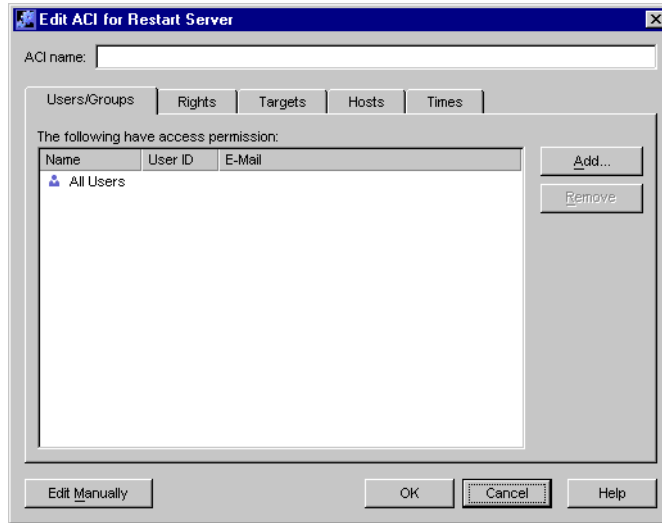 Edit ACI for Restart Server
ACI name:
Users/Groups Rights Targets Hosts Times
The following have access permission:
Name User ID E-Mail
All Users
Add...
Remove
Edit Manually OK Cancel Help